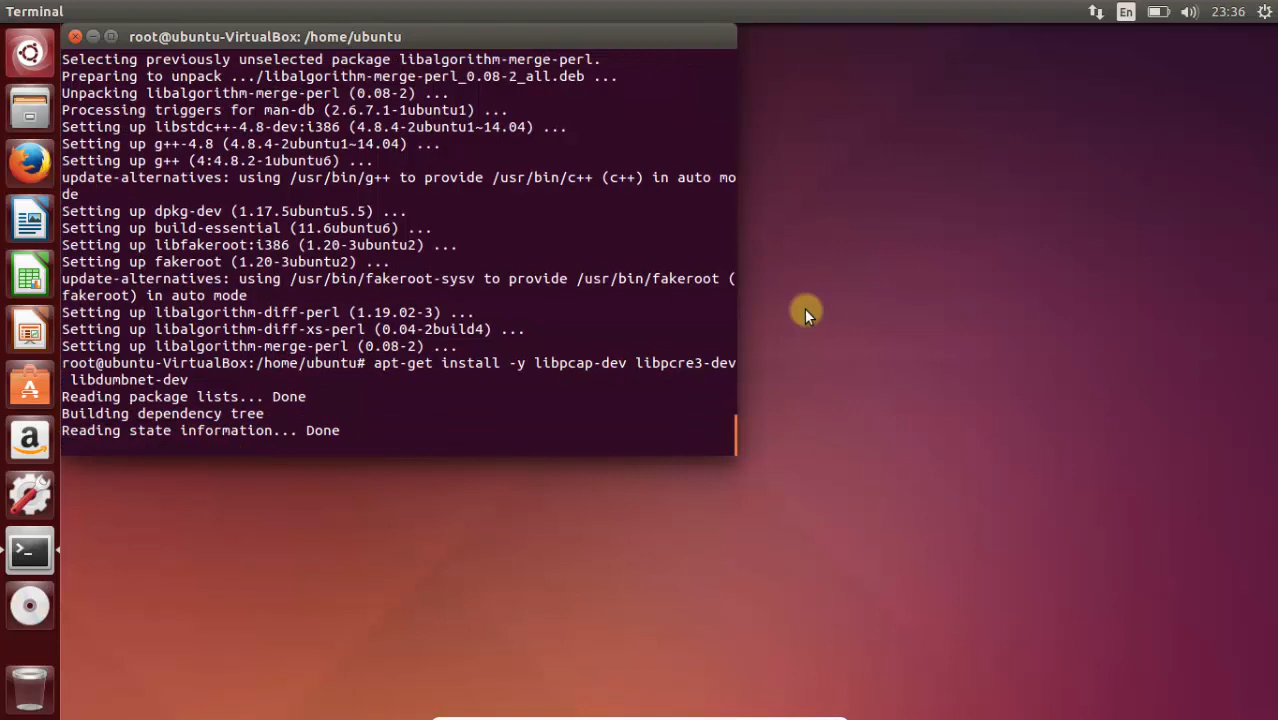 Terminal
En
23:36
root@ubuntu-VirtualBox: /home/ubuntu
Selecting previously unselected package libalgorithm-merge-perl.
Preparing to unpack .../libalgorithm-merge-perl_0.08-2_all.deb ...
Unpacking libalgorithm-merge-perl (0.08-2) ...
Processing triggers for man-db (2.6.7.1-1ubuntu1) ...
Setting up libstdc++-4.8-dev:i386 (4.8.4-2ubuntu1~14.04) ...
Setting up g++-4.8 (4.8.4-2ubuntu1~14.04) ...
Setting up g++ (4:4.8.2-1ubuntu6) ...
update-alternatives: using /usr/bin/g++ to provide /usr/bin/c++ (c++) in auto mo
de
Setting up dpkg-dev (1.17.5ubuntu5.5) ...
Setting up build-essential (11.6ubuntu6) ...
Setting up libfakeroot:i386 (1.20-3ubuntu2) ...
Setting up fakeroot (1.20-3ubuntu2) ...
update-alternatives: using /usr/bin/fakeroot-sysv to provide /usr/bin/fakeroot (
fakeroot) in auto mode
Setting up libalgorithm-diff-perl (1.19.02-3) ...
Setting up libalgorithm-diff-xs-perl (0.04-2build4) ...
Setting up libalgorithm-merge-perl (0.08-2) ...
root@ubuntu-VirtualBox:/home/ubuntu# apt-get install -y libpcap-dev libpcre3-dev
 libdumbnet-dev
Reading package lists... Done
Building dependency tree
Reading state information... Done